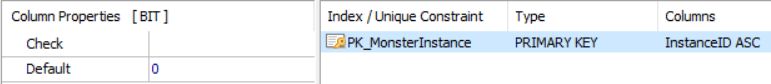 Column Properties [BIT]
Check
Default 0
Index / Unique Constraint Type Columns
PK_MonsterInstance PRIMARY KEY InstanceID ASC